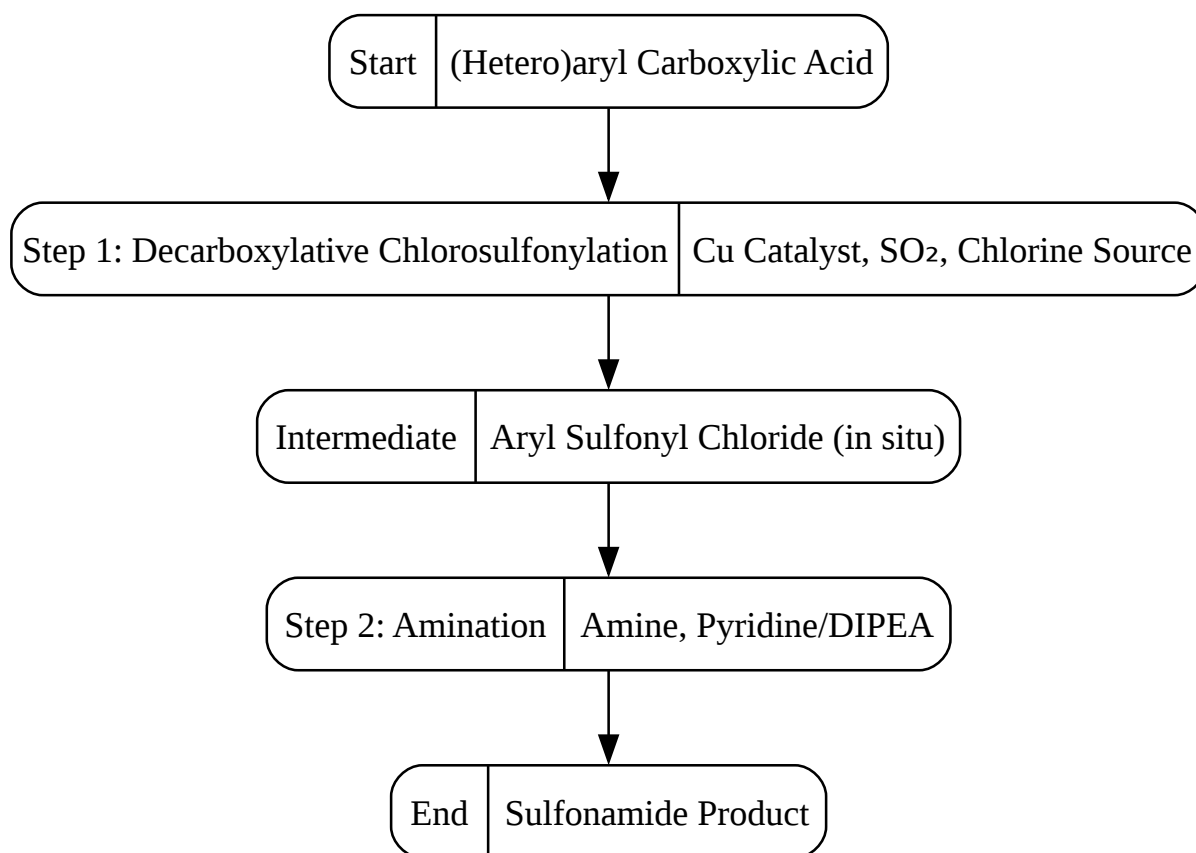 Start (Hetero)aryl Carboxylic Acid
Step 1: Decarboxylative Chlorosulfonylation Cu Catalyst, SO₂, Chlorine Source
Intermediate Aryl Sulfonyl Chloride (in situ)
Step 2: Amination Amine, Pyridine/DIPEA
End Sulfonamide Product